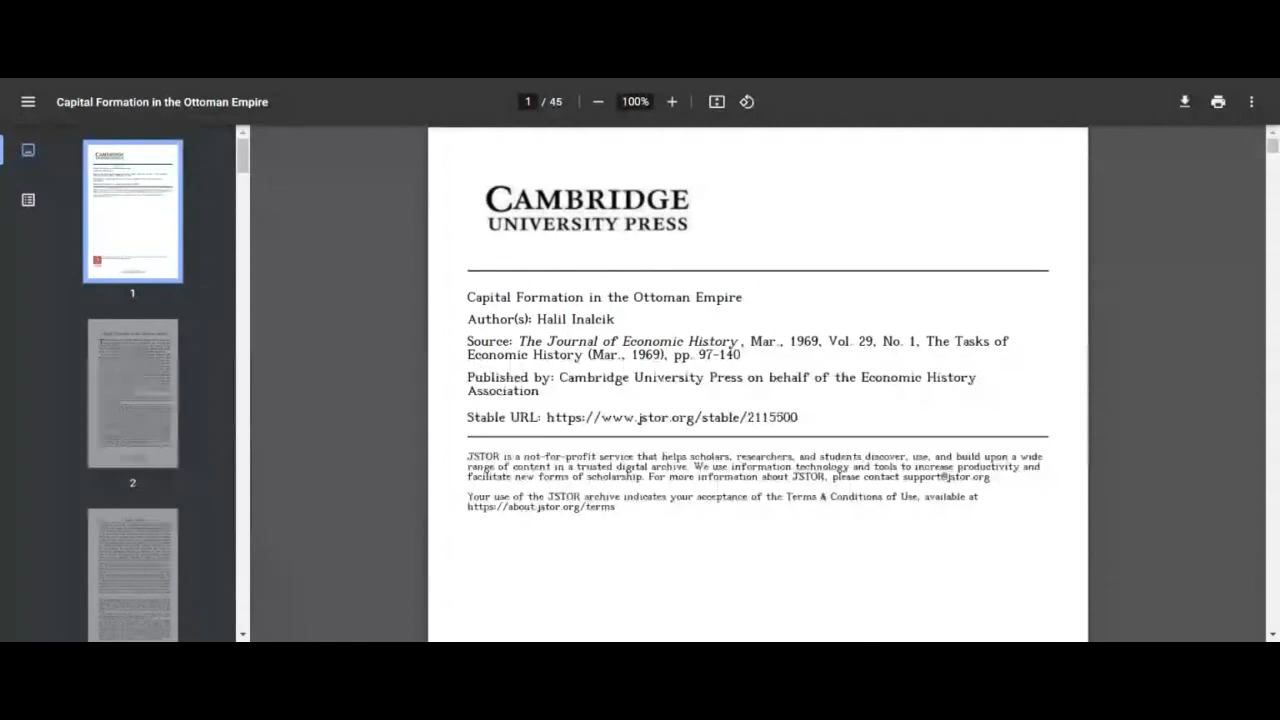 Capital Formation in the Ottoman Empire
1 / 45
100%
CAMBRIDGE
UNIVERSITY PRESS
Capital Formation in the Ottoman Empire
Author(s): Halil Inalcik
Source: The Journal of Economic History, Mar., 1969, Vol. 29, No. 1, The Tasks of
Economic History (Mar., 1969), pp. 97-140
Published by: Cambridge University Press on behalf of the Economic History
Association
Stable URL: https://www.jstor.org/stable/2115500
JSTOR is a not-for-profit service that helps scholars, researchers, and students discover, use, and build upon a wide
range of content in a trusted digital archive. We use information technology and tools to increase productivity and
facilitate new forms of scholarship. For more information about JSTOR, please contact support@jstor.org.
Your use of the JSTOR archive indicates your acceptance of the Terms & Conditions of Use, available at
https://about.jstor.org/terms
CAMBRIDGE
1
2